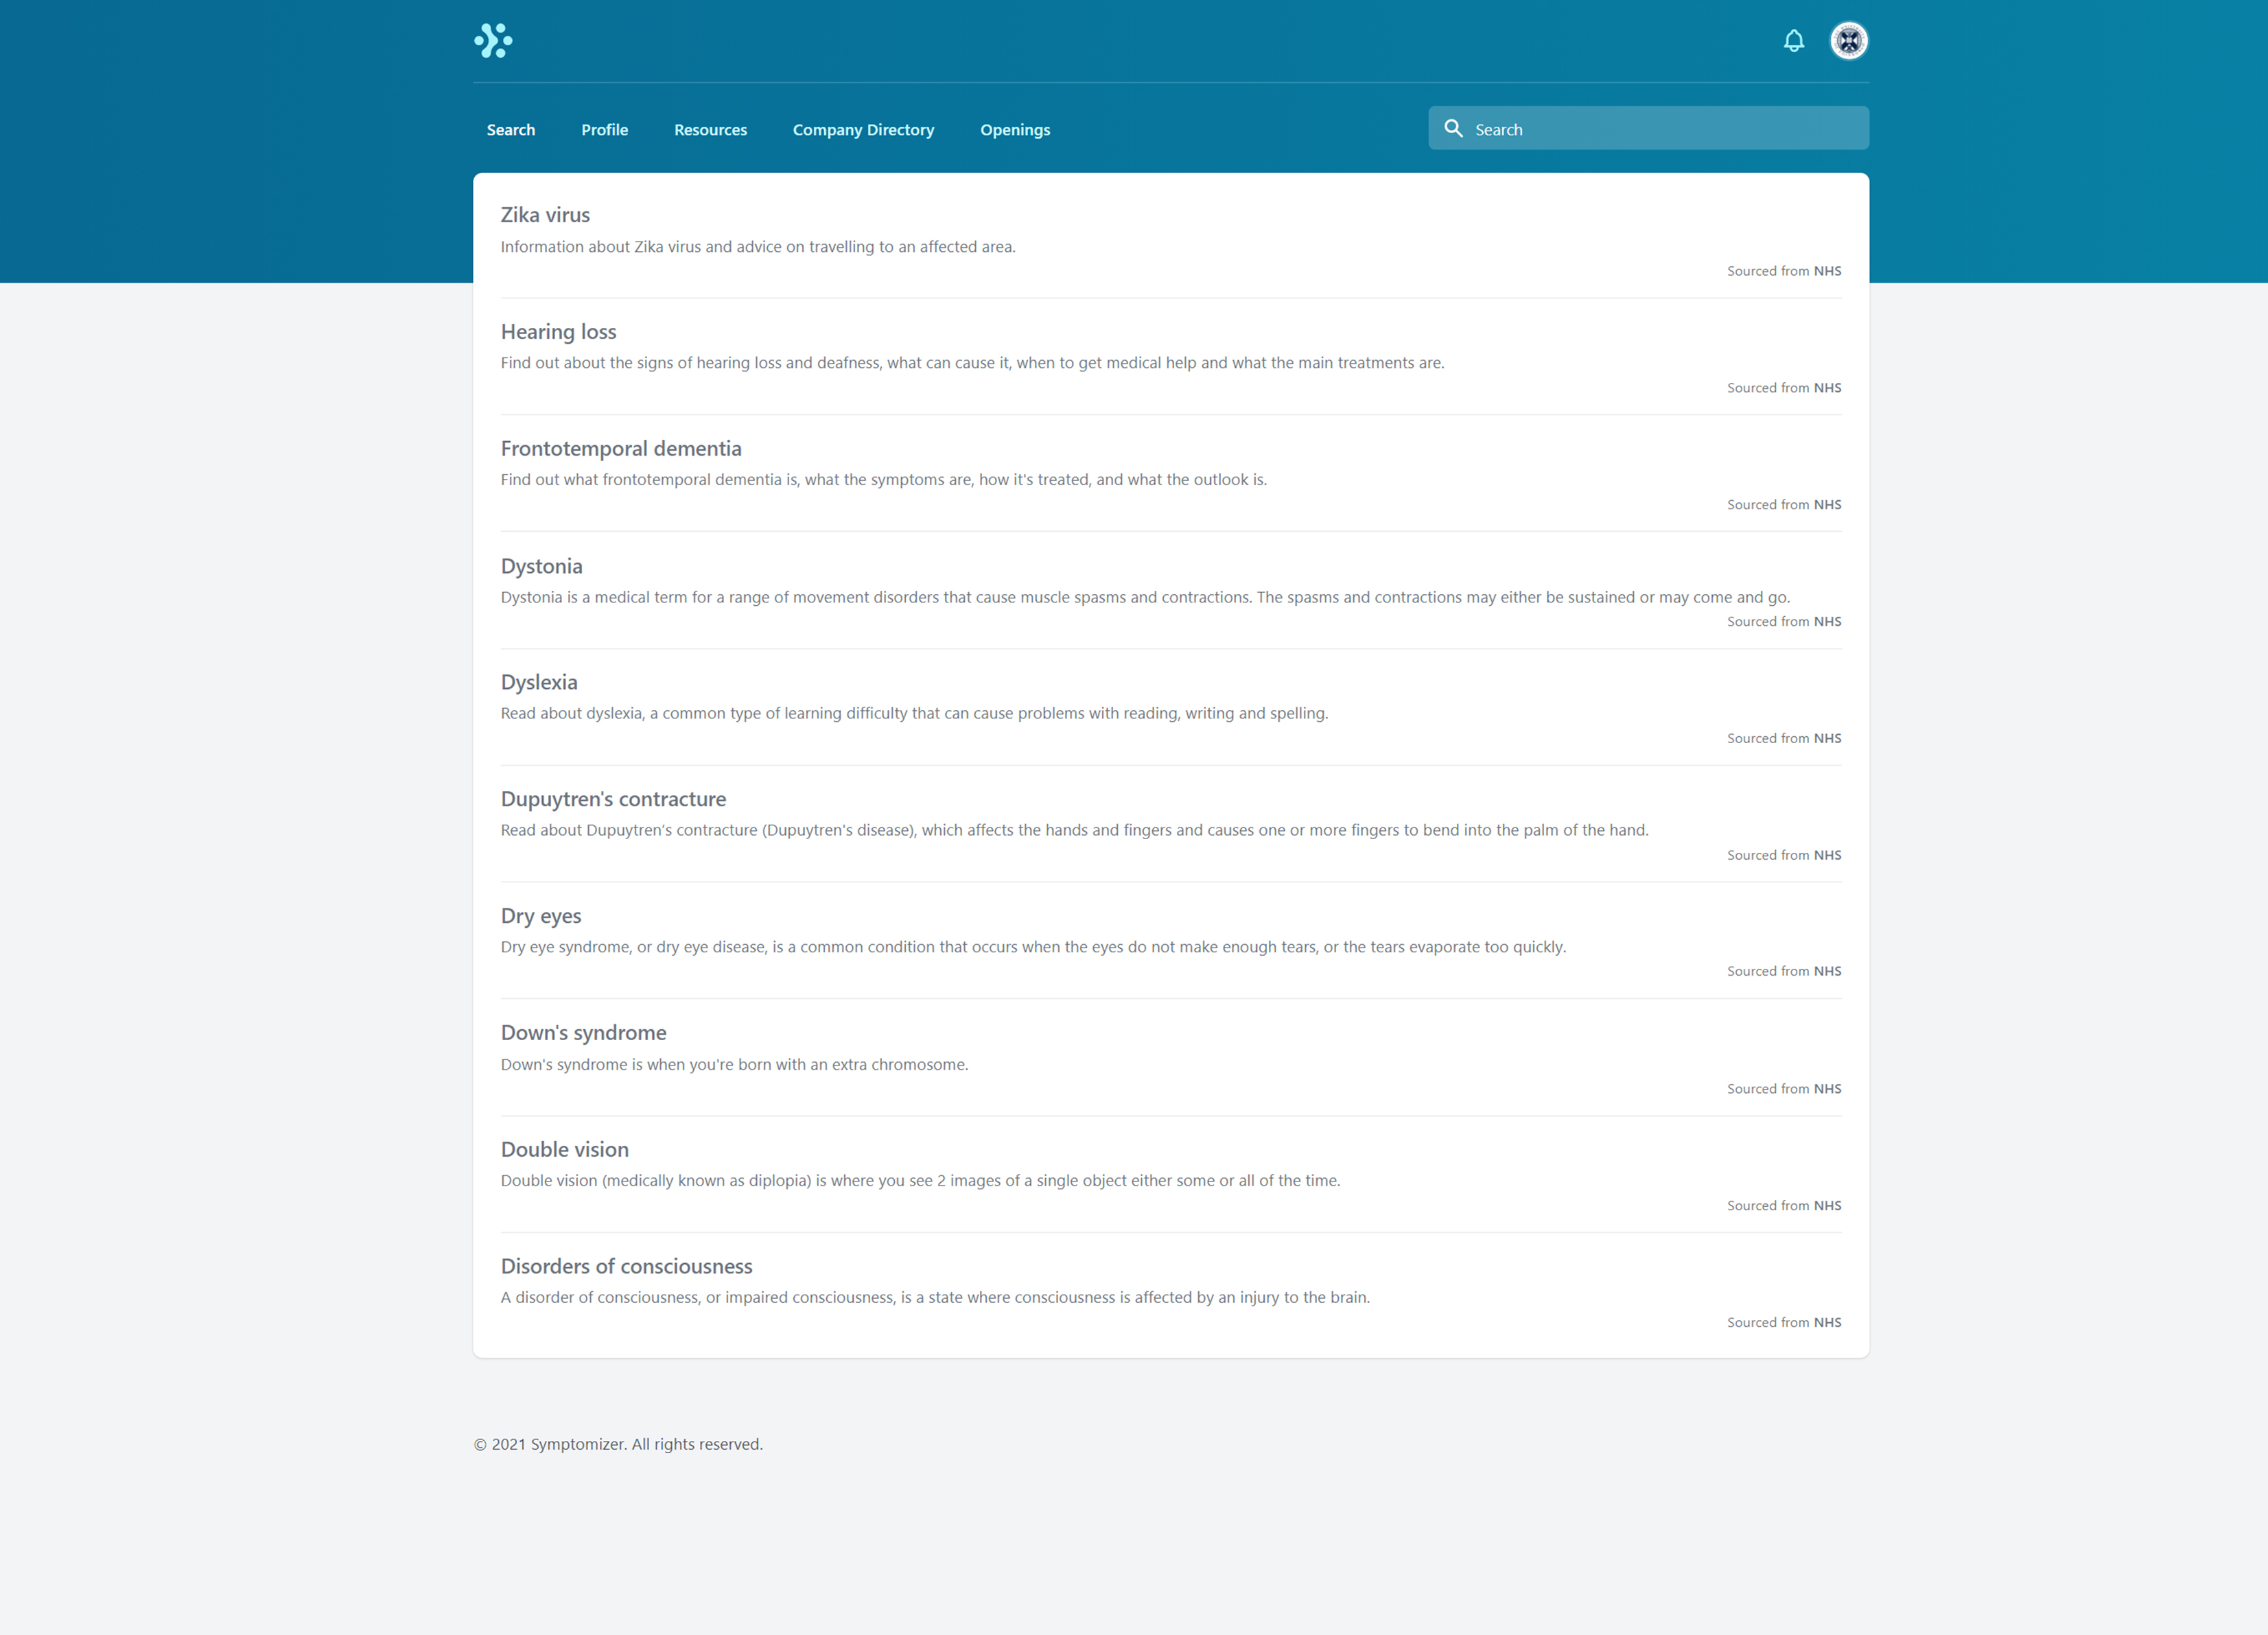 Search Profile Resources Company Directory Openings Search
Zika virus
Information about Zika virus and advice on travelling to an affected area.
Sourced from NHS
Hearing loss
Find out about the signs of hearing loss and deafness, what can cause it, when to get medical help and what the main treatments are.
Sourced from NHS
Frontotemporal dementia
Find out what frontotemporal dementia is, what the symptoms are, how it's treated, and what the outlook is.
Sourced from NHS
Dystonia
Dystonia is a medical term for a range of movement disorders that cause muscle spasms and contractions. The spasms and contractions may either be sustained or may come and go.
Sourced from NHS
Dyslexia
Read about dyslexia, a common type of learning difficulty that can cause problems with reading, writing and spelling.
Sourced from NHS
Dupuytren's contracture
Read about Dupuytren’s contracture (Dupuytren's disease), which affects the hands and fingers and causes one or more fingers to bend into the palm of the hand.
Sourced from NHS
Dry eyes
Dry eye syndrome, or dry eye disease, is a common condition that occurs when the eyes do not make enough tears, or the tears evaporate too quickly.
Sourced from NHS
Down's syndrome
Down's syndrome is when you're born with an extra chromosome.
Sourced from NHS
Double vision
Double vision (medically known as diplopia) is where you see 2 images of a single object either some or all of the time.
Sourced from NHS
Disorders of consciousness
A disorder of consciousness, or impaired consciousness, is a state where consciousness is affected by an injury to the brain.
Sourced from NHS
© 2021 Symptomizer. All rights reserved.